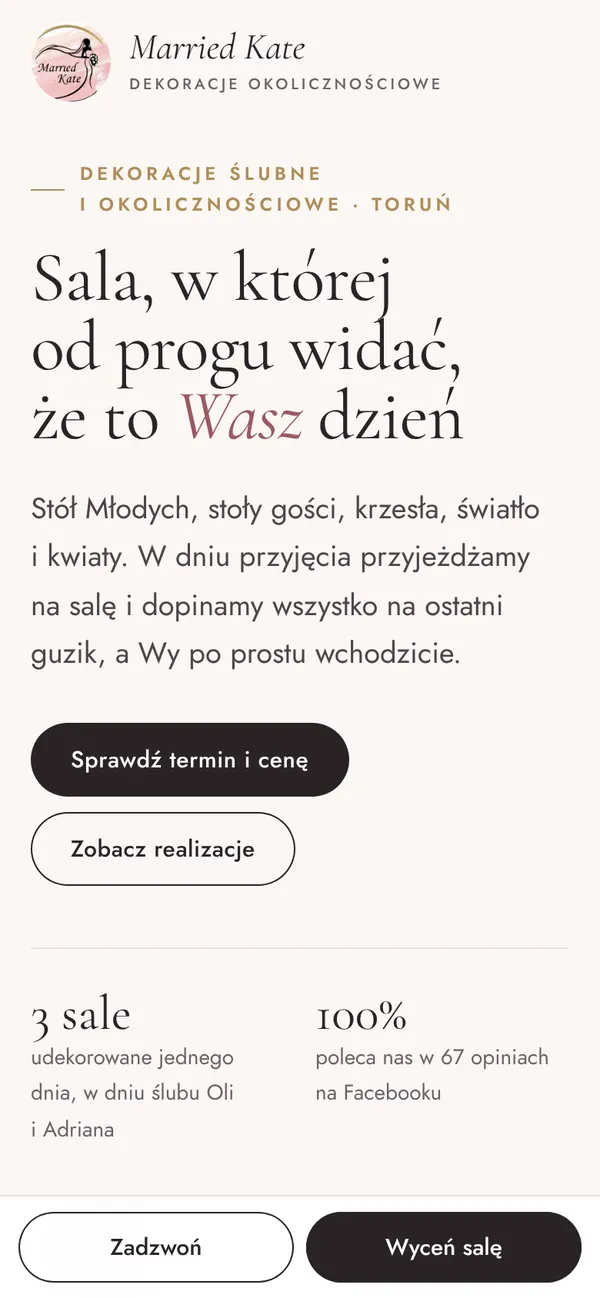 Married Kate
Married
Kate
DEKORACJE OKOLICZNOŚCIOWE
DEKORACJE ŚLUBNE
I OKOLICZNOŚCIOWE · TORUŃ
Sala, w której
od progu widać,
że to Wasz dzień
Stół Młodych, stoły gości, krzesła, światło
i kwiaty. W dniu przyjęcia przyjeżdżamy
na salę i dopinamy wszystko na ostatni
guzik, a Wy po prostu wchodzicie.
Sprawdź termin i cenę
Zobacz realizacje
3 sale
udekorowane jednego
dnia, w dniu ślubu Oli
i Adriana
100%
poleca nas w 67 opiniach
na Facebooku
Zadzwoń
Wyceń salę